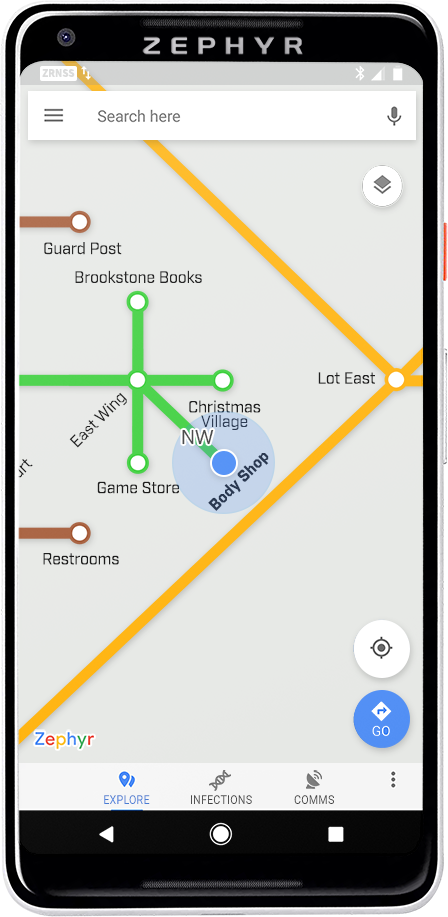 ZEPHYR
ZRNSS
Search here
Guard Post
Brookstone Books
Lot East
East Wing
Christmas
Village
NW
Body Shop
Game Store
Restrooms
Zephyr
GO
EXPLORE
INFECTIONS
COMMS